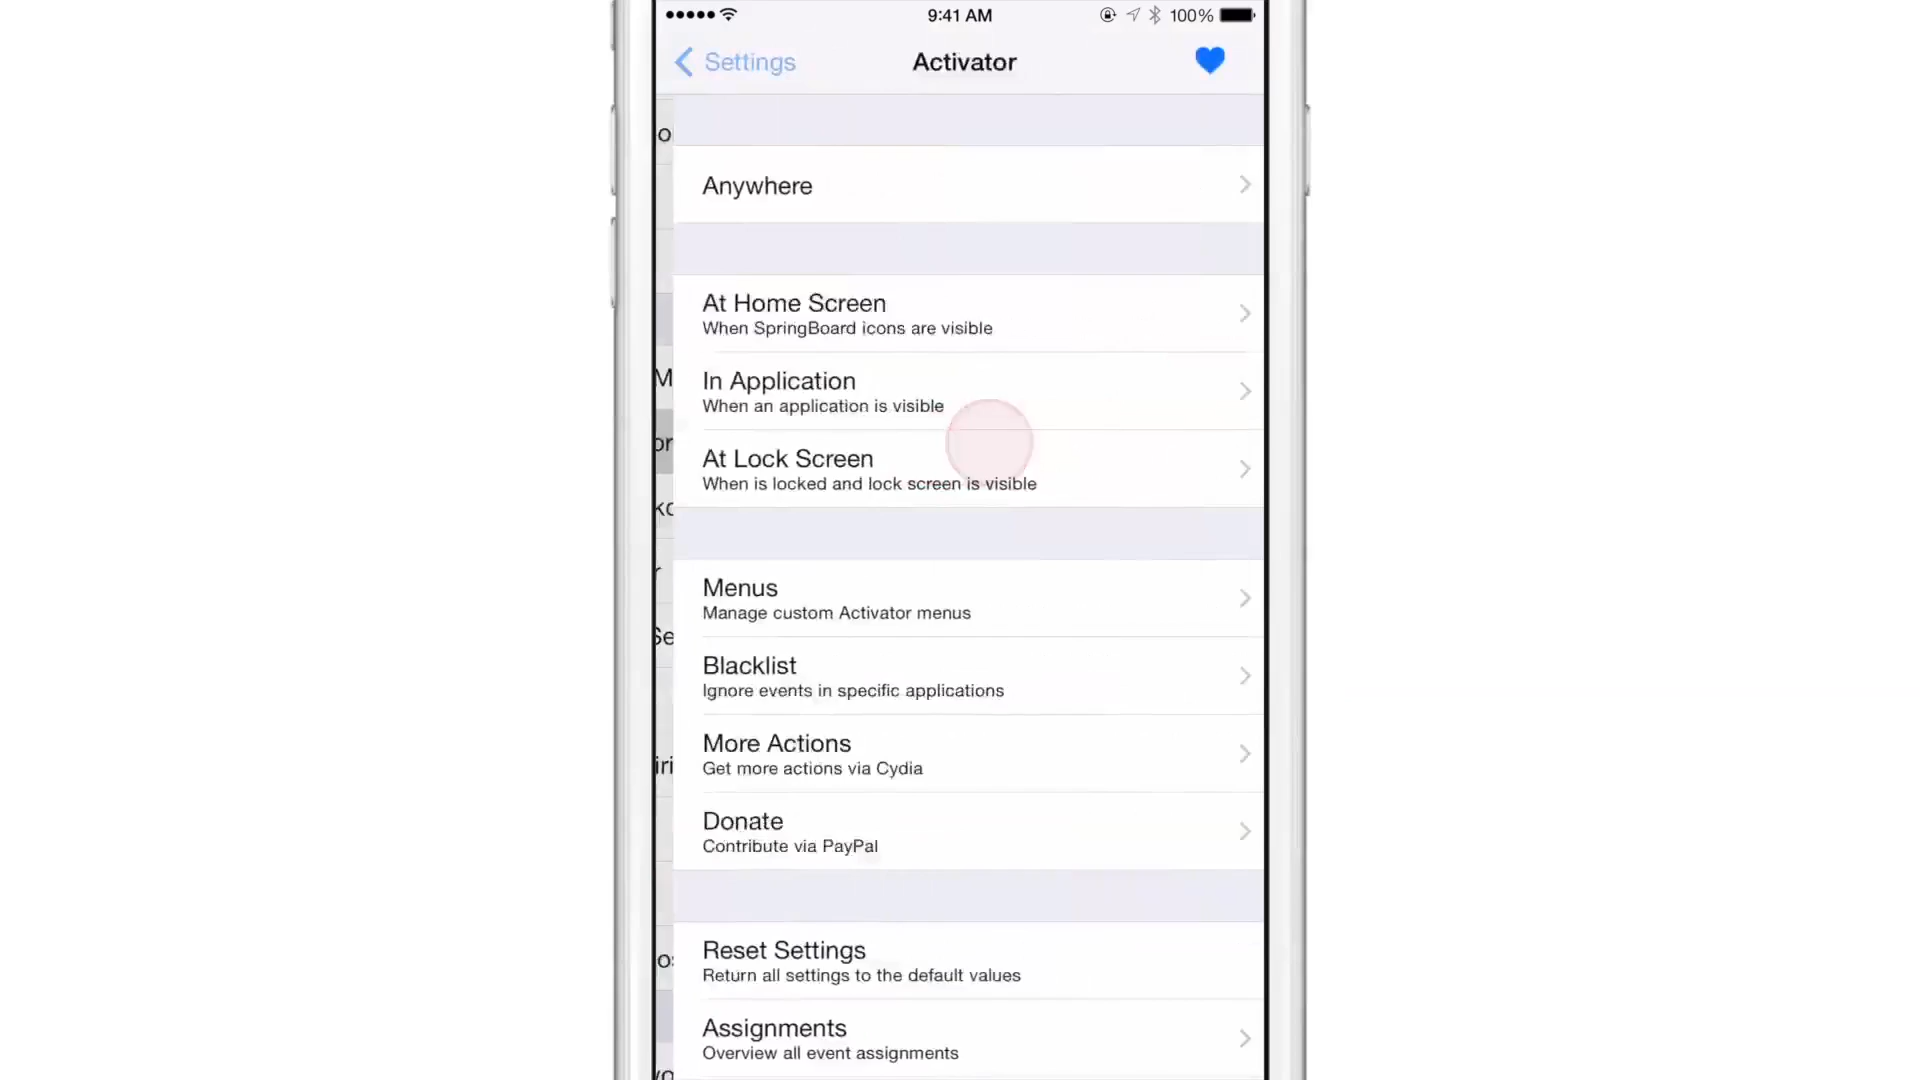 9:41 AM
100%
Settings
Activator
Anywhere
At Home Screen
When SpringBoard icons are visible
In Application
When an application is visible
At Lock Screen
When is locked and lock screen is visible
Menus
Manage custom Activator menus
Blacklist
Ignore events in specific applications
More Actions
Get more actions via Cydia
Donate
Contribute via PayPal
Reset Settings
Return all settings to the default values
Assignments
Overview all event assignments